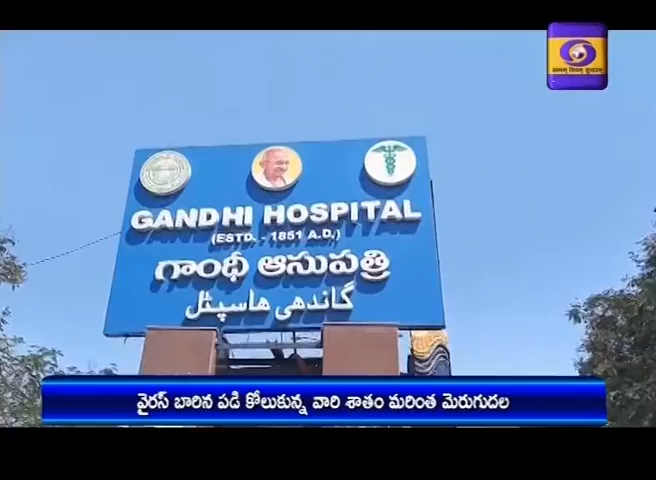 GANDHI HOSPITAL
(ESTD. - 1851 A.D.)
గాంధీ ఆసుపత్రి
گاندھی ہاسپٹل
వైరస్ బారిన పడి కోలుకున్న వారి శాతం మరింత మెరుగుదల